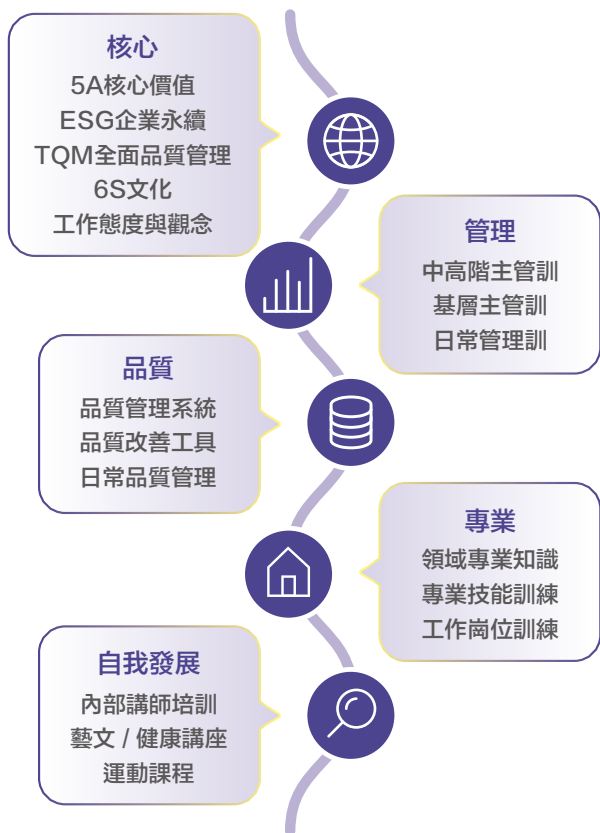 核心
5A核心價值
ESG企業永續
TQM全面品質管理
6S文化
工作態度與觀念
管理
中高階主管訓
基層主管訓
日常管理訓
品質
品質管理系統
品質改善工具
日常品質管理
專業
領域專業知識
專業技能訓練
工作崗位訓練
自我發展
內部講師培訓
藝文 / 健康講座
運動課程